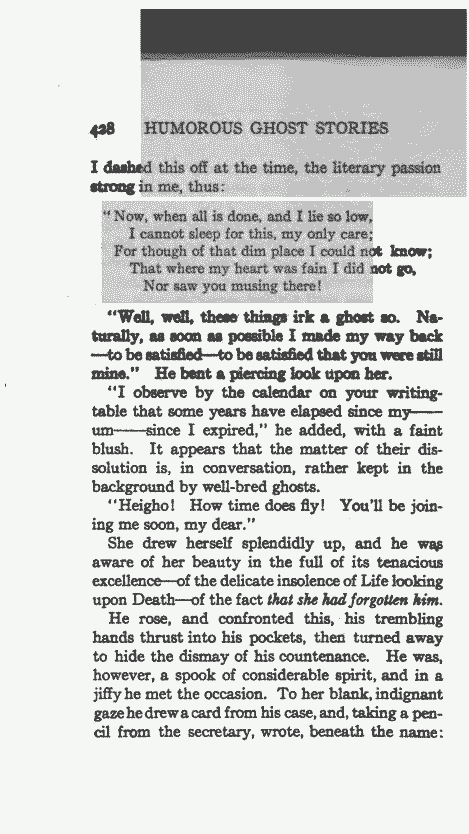 428 HUMOROUS GHOST STORIES
I dashed this off at the time, the literary passion
strong in me, thus:
"Now, when all is done, and I lie so low,
I cannot sleep for this, my only care;
For though of that dim place I could not know;
That where my heart was fain I did not go,
Nor saw you musing there!
"Well, well, these things irk a ghost so. Na-
turally, as soon as possible I made my way back
—to be satisfied—to be satisfied that you were still
mine." He bent a piercing look upon her.
"I observe by the calendar on your writing-
table that some years have elapsed since my——
um——since I expired," he added, with a faint
blush. It appears that the matter of their dis-
solution is, in conversation, rather kept in the
background by well-bred ghosts.
"Heigho! How time does fly! You'll be join-
ing me soon, my dear."
She drew herself splendidly up, and he was
aware of her beauty in the full of its tenacious
excellence—of the delicate insolence of Life looking
upon Death—of the fact that she had forgotten him.
He rose, and confronted this, his trembling
hands thrust into his pockets, then turned away
to hide the dismay of his countenance. He was,
however, a spook of considerable spirit, and in a
jiffy he met the occasion. To her blank, indignant
gaze he drew a card from his case, and, taking a pen-
cil from the secretary, wrote, beneath the name: